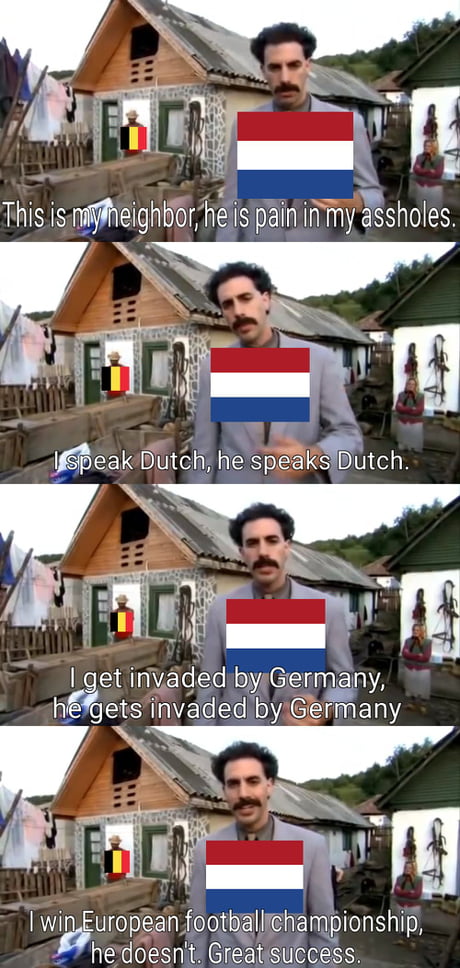 This is my neighbor, he is pain in my assholes.
I speak Dutch, he speaks Dutch.
I get invaded by Germany,
he gets invaded by Germany
I win European football championship,
he doesn't. Great success.